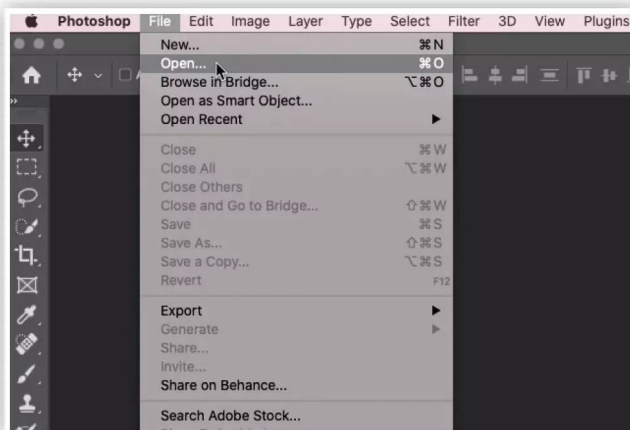 Photoshop File Edit Image Layer Type Select Filter 3D View Plugins
New... ⌘N
Open... ⌘O
Browse in Bridge... ⌥⌘O
Open as Smart Object...
Open Recent
Close ⌘W
Close All ⌥⌘W
Close Others
Close and Go to Bridge... ⇧⌘W
Save ⌘S
Save As... ⇧⌘S
Save a Copy... ⌥⌘S
Revert F12
Export
Generate
Share...
Invite...
Share on Behance...
Search Adobe Stock...